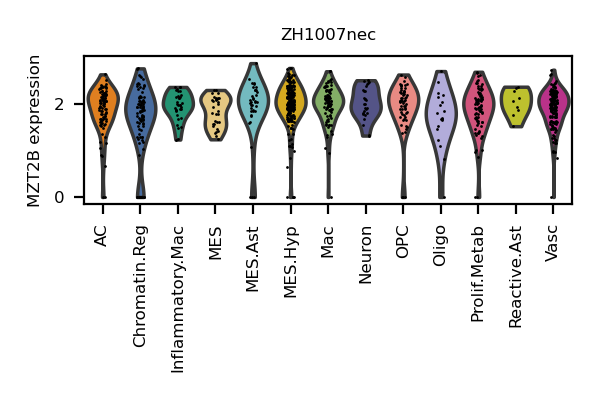 ZH1007nec
MZT2B expression
2
0
AC
Chromatin.Reg
Inflammatory.Mac
MES
MES.Ast
MES.Hyp
Mac
Neuron
OPC
Oligo
Prolif.Metab
Reactive.Ast
Vasc